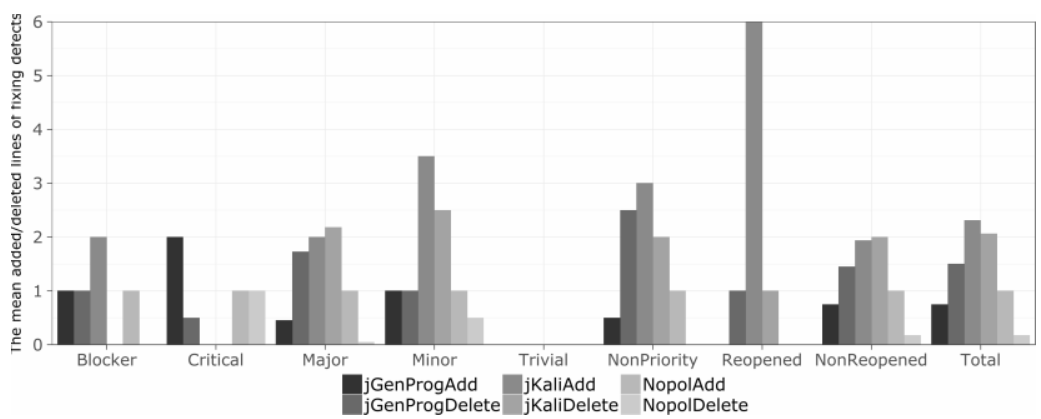 The mean added/deleted lines of fixing defects
6
5
4
3
2
1
0
Blocker Critical Major Minor Trivial NonPriority Reopened NonReopened Total
jGenProgAdd jKaliAdd NopolAdd
jGenProgDelete jKaliDelete NopolDelete